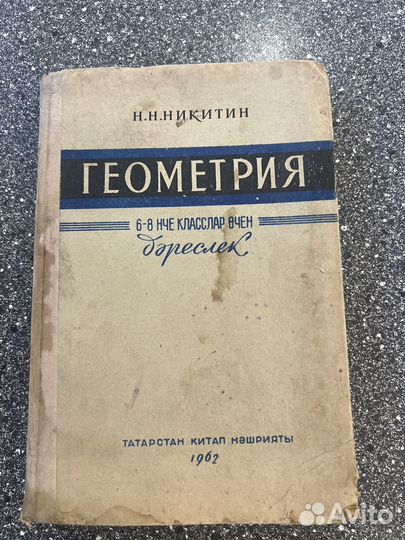 Н.Н.НИКИТИН
ГЕОМЕТРИЯ
6-8 НЧЕ КЛАССЛАР ӨЧЕН
дәреслек
ТАТАРСТАН КИТАП НӘШРИЯТЫ
1962
Avito